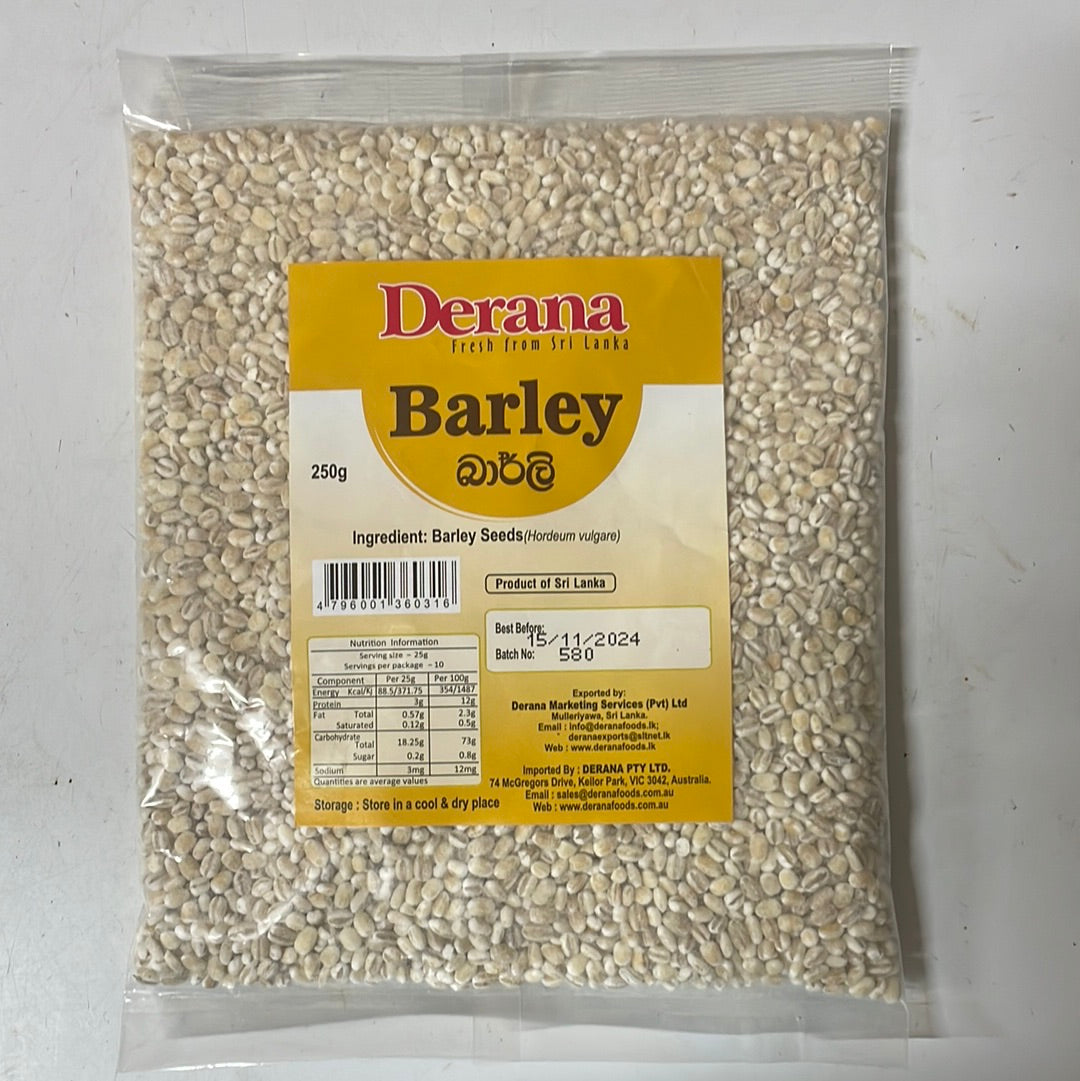 Derana
Fresh from Sri Lanka
Barley
බාර්ලි
250g
Ingredient: Barley Seeds(Hordeum vulgare)
4 796001 360316
Product of Sri Lanka
Best Before:
15/11/2024
Batch No: 580
Nutrition Information
Serving size - 25g
Servings per package - 10
Component Per 25g Per 100g
Energy Kcal/Kj 88.5/371.75 354/1487
Protein 3g 12g
Fat Total 0.57g 2.3g
Saturated 0.12g 0.5g
Carbohydrate
Total 18.25g 73g
Sugar 0.2g 0.8g
Sodium 3mg 12mg
Quantities are average values
Storage : Store in a cool & dry place
Exported by:
Derana Marketing Services (Pvt) Ltd
Mulleriyawa, Sri Lanka.
Email : info@deranafoods.lk;
deranaexports@sltnet.lk
Web : www.deranafoods.lk
Imported By : DERANA PTY LTD.
74 McGregors Drive, Keilor Park, VIC 3042, Australia.
Email : sales@deranafoods.com.au
Web : www.deranafoods.com.au